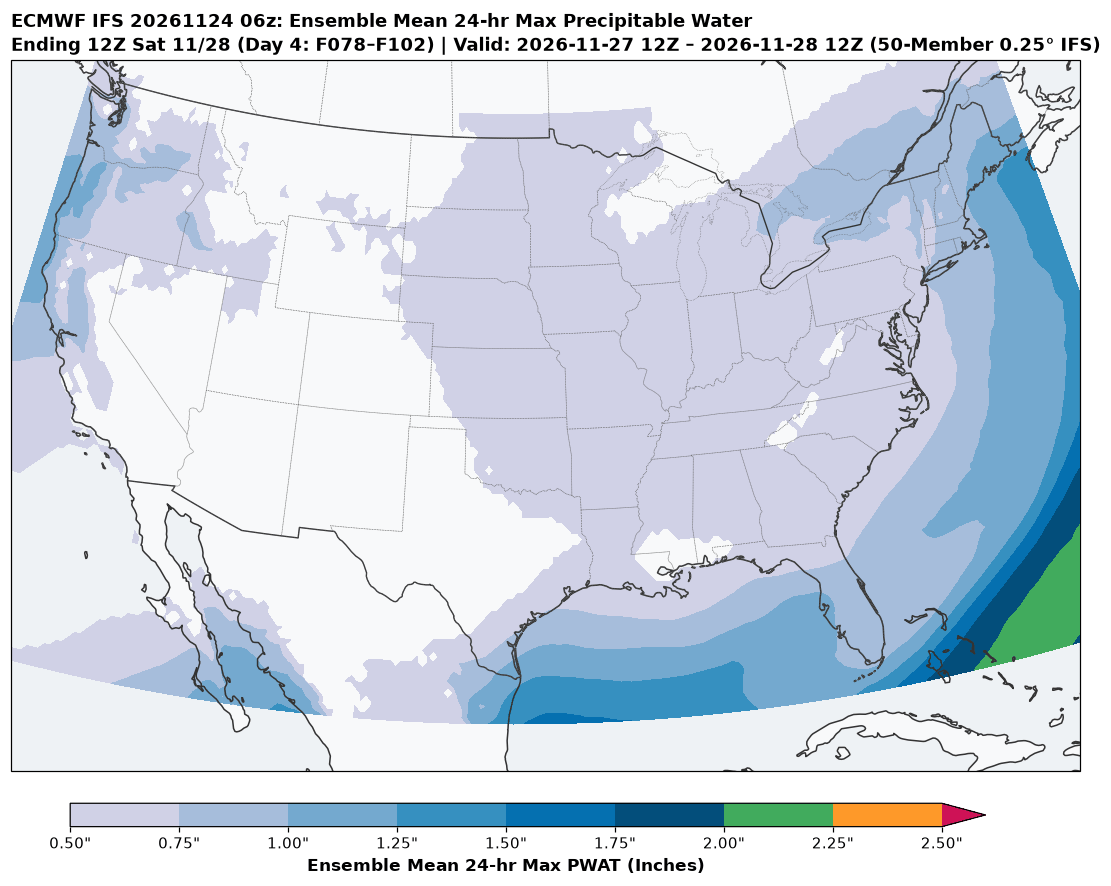 ECMWF IFS 20261124 06z: Ensemble Mean 24-hr Max Precipitable Water
Ending 12Z Sat 11/28 (Day 4: F078–F102) | Valid: 2026-11-27 12Z – 2026-11-28 12Z (50-Member 0.25° IFS)
0.50" 0.75" 1.00" 1.25" 1.50" 1.75" 2.00" 2.25" 2.50"
Ensemble Mean 24-hr Max PWAT (Inches)